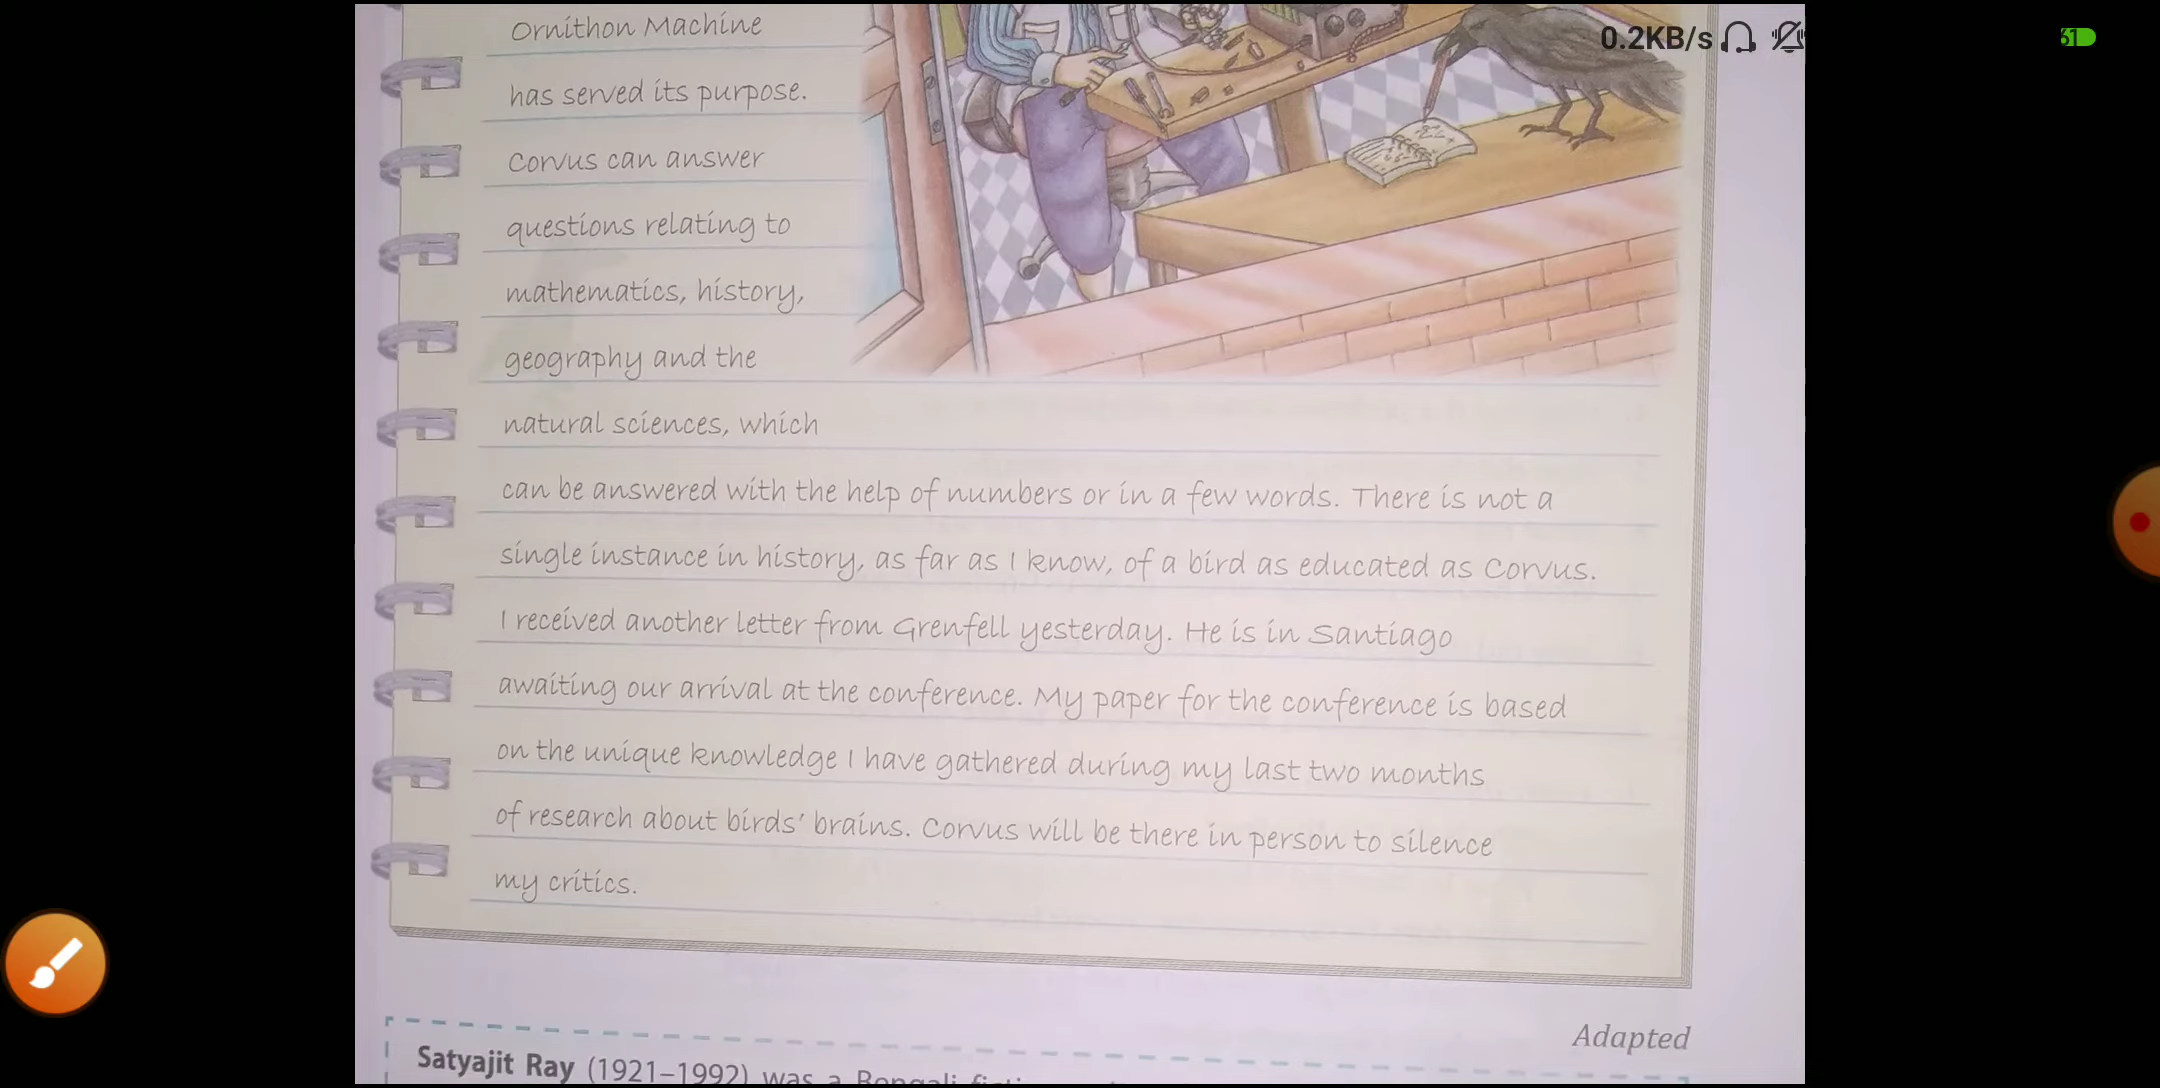 0.2KB/s
61
Ornithon Machine
has served its purpose.
Corvus can answer
questions relating to
mathematics, history,
geography and the
natural sciences, which
can be answered with the help of numbers or in a few words. There is not a
single instance in history, as far as I know, of a bird as educated as Corvus.
I received another letter from Grenfell yesterday. He is in Santiago
awaiting our arrival at the conference. My paper for the conference is based
on the unique knowledge I have gathered during my last two months
of research about birds' brains. Corvus will be there in person to silence
my critics.
Adapted
Satyajit Ray (1921–1992) was a Bengali